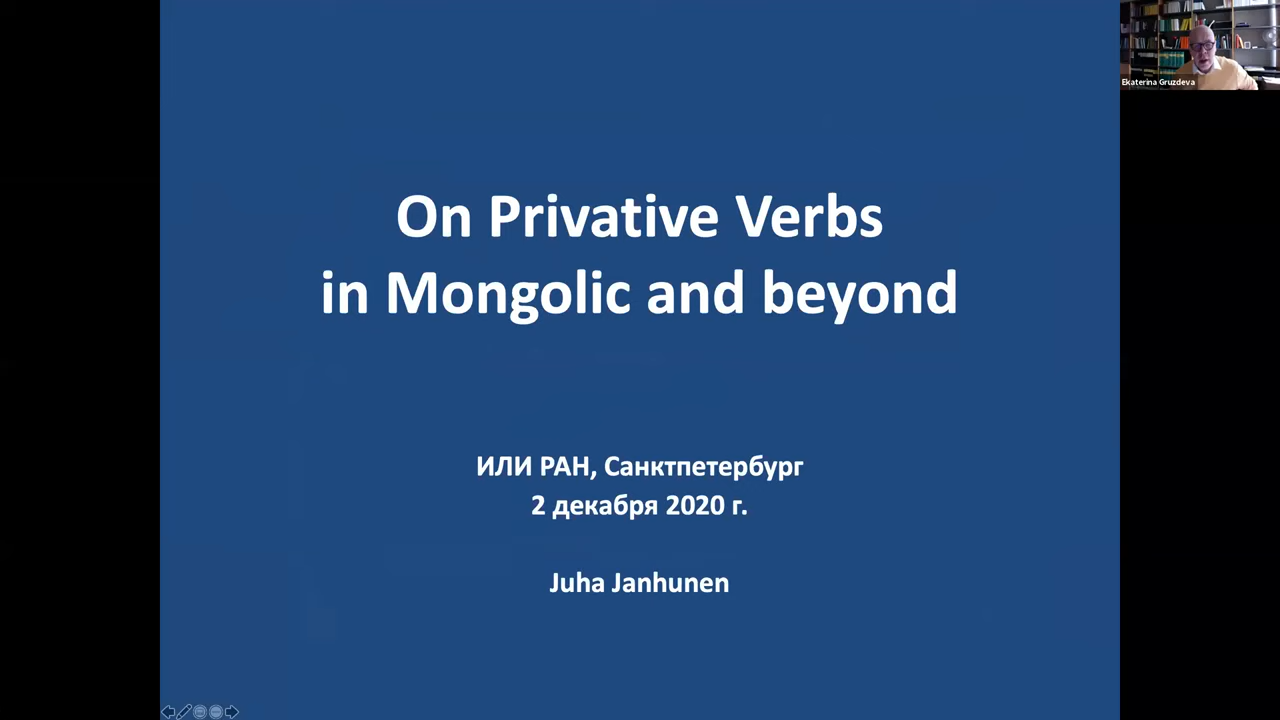 On Privative Verbs
in Mongolic and beyond
ИЛИ РАН, Санктпетербург
2 декабря 2020 г.
Juha Janhunen
Ekaterina Gruzdeva